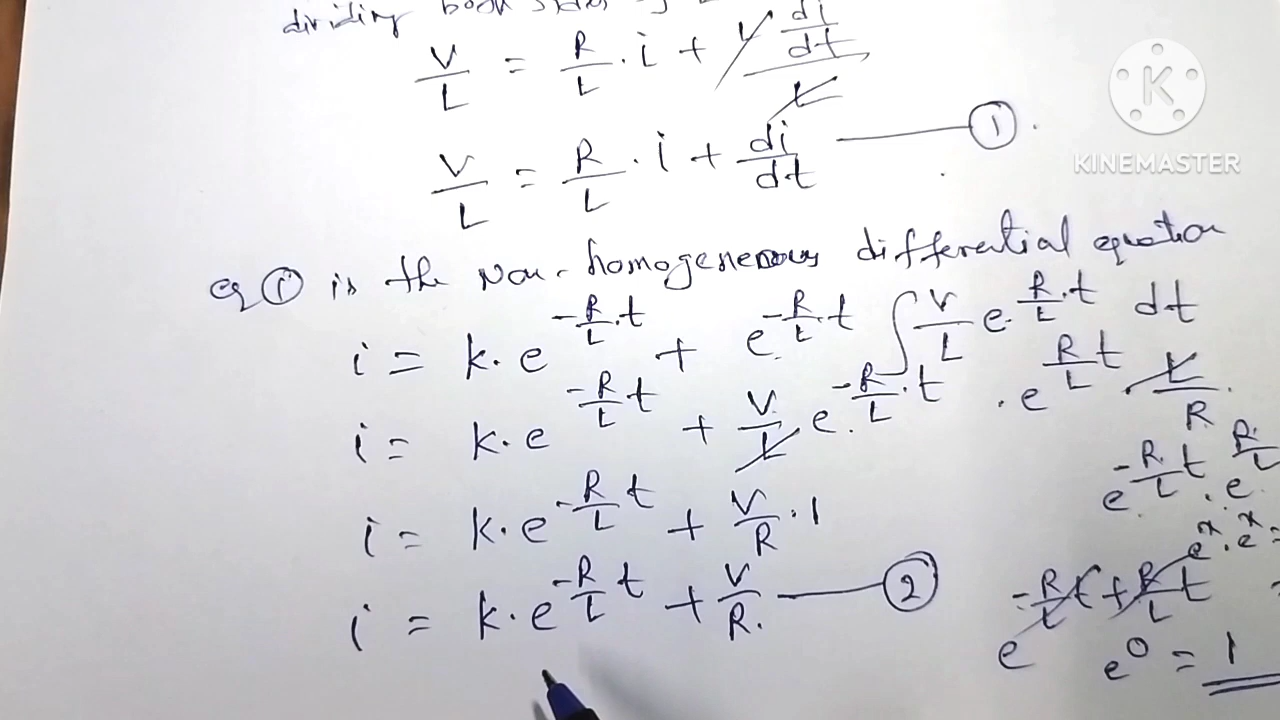 dividing both sides
V/L = R/L . i + L di/dt / L
V/L = R/L . i + di/dt — ①
eq ① is the Non-homogeneous differential equation
i = k. e^(-R/L .t) + e^(-R/L .t) ∫ V/L e^(R/L .t) dt
i = k. e^(-R/L t) + V/L e^(-R/L .t) . e^(R/L t) . L/R
i = k. e^(-R/L t) + V/R . 1
i = k. e^(-R/L t) + V/R. — ②
e^(-R/L t) . e^(R/L
e^x . e^x =
e^(-R/L t + R/L t) =
e^0 = 1
K
KINEMASTER